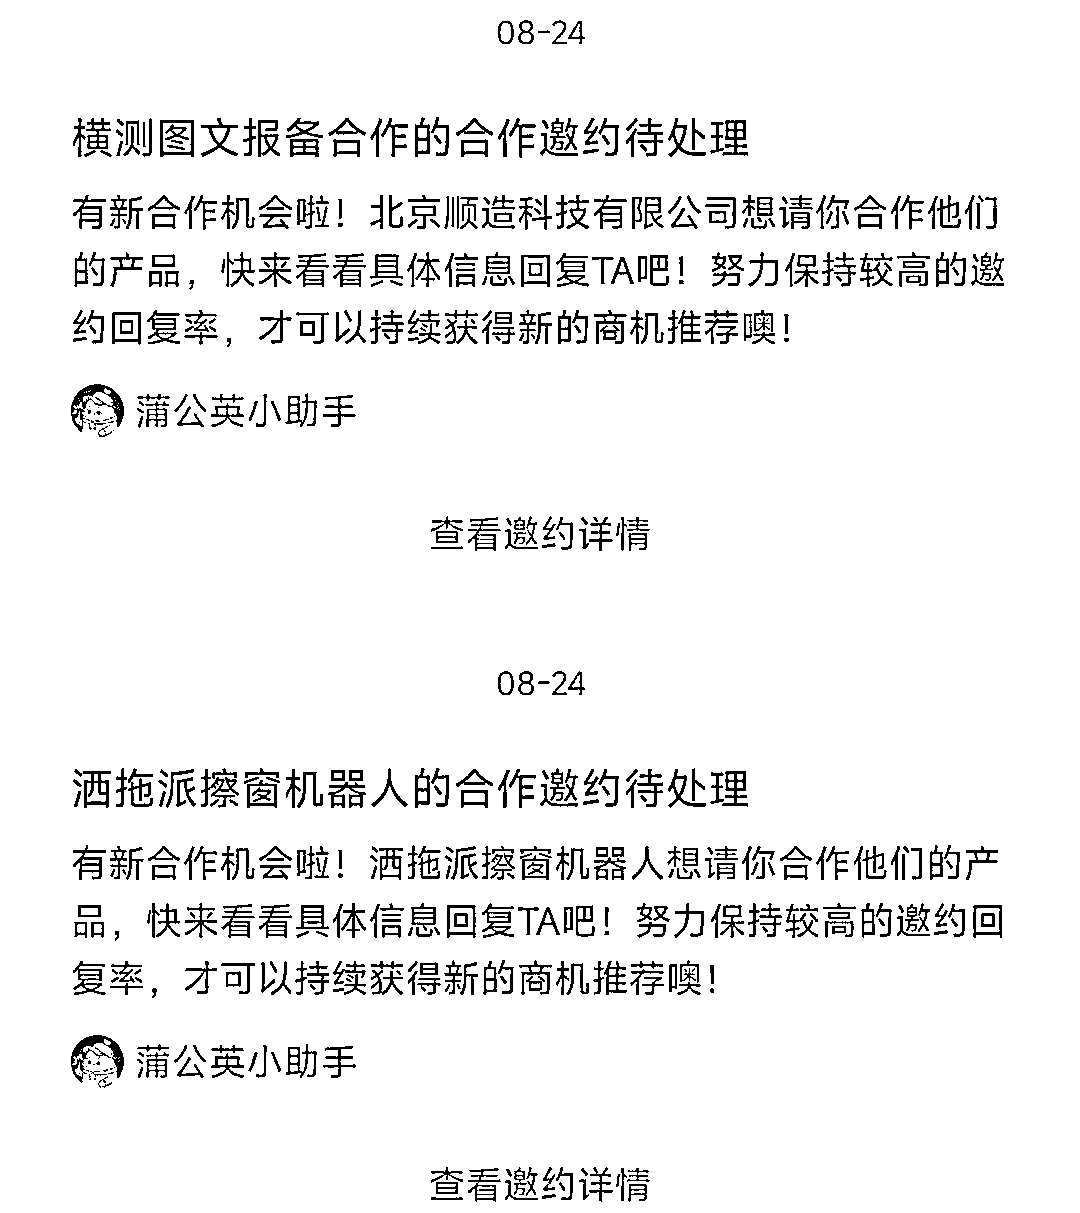 08-24
横测图文报备合作的合作邀约待处理
有新合作机会啦！北京顺造科技有限公司想请你合作他们
的产品，快来看看具体信息回复TA吧！努力保持较高的邀
约回复率，才可以持续获得新的商机推荐噢！
蒲公英小助手
查看邀约详情
08-24
洒拖派擦窗机器人的合作邀约待处理
有新合作机会啦！洒拖派擦窗机器人想请你合作他们的产
品，快来看看具体信息回复TA吧！努力保持较高的邀约回
复率，才可以持续获得新的商机推荐噢！
蒲公英小助手
查看邀约详情